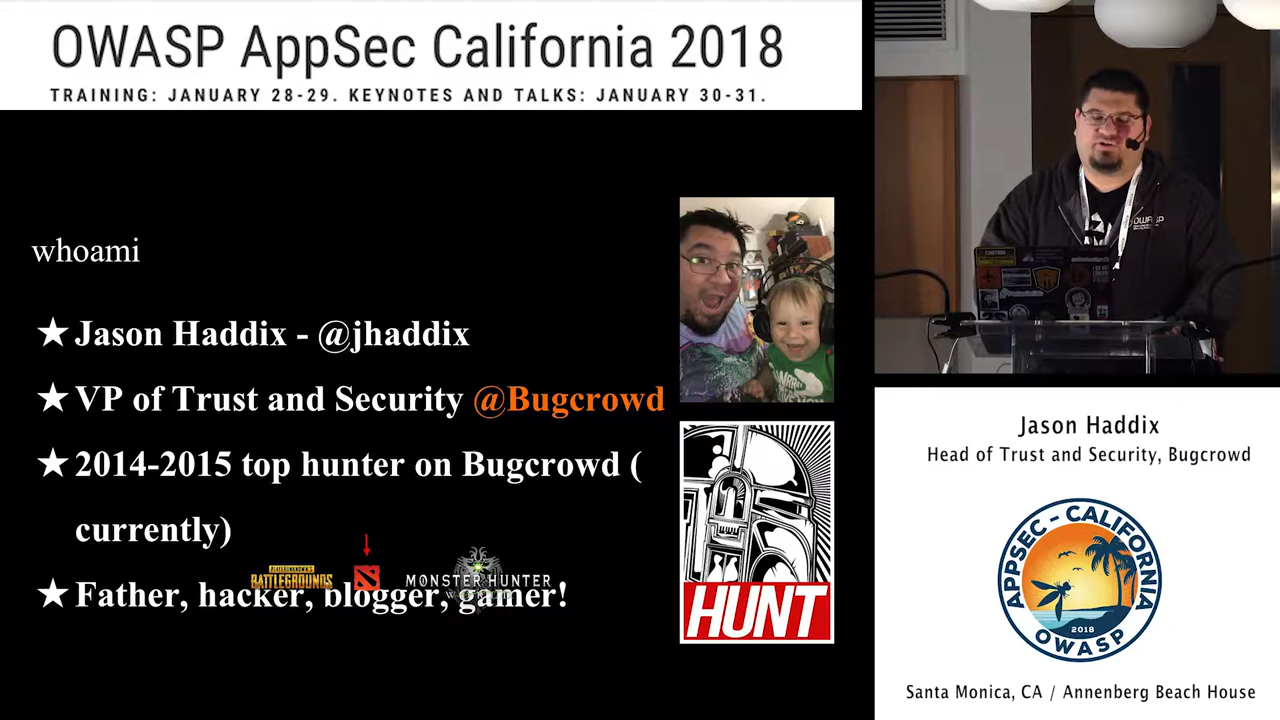 OWASP AppSec California 2018
TRAINING: JANUARY 28-29. KEYNOTES AND TALKS: JANUARY 30-31.
whoami
★ Jason Haddix - @jhaddix
★ VP of Trust and Security @Bugcrowd
★ 2014-2015 top hunter on Bugcrowd (
currently)
PLAYERUNKNOWN'S
BATTLEGROUNDS
MONSTER HUNTER
★ Father, hacker, blogger, gamer!
HUNT
OWASP
CAUTION
Jason Haddix
Head of Trust and Security, Bugcrowd
APPSEC - CALIFORNIA
2018
OWASP
Santa Monica, CA / Annenberg Beach House